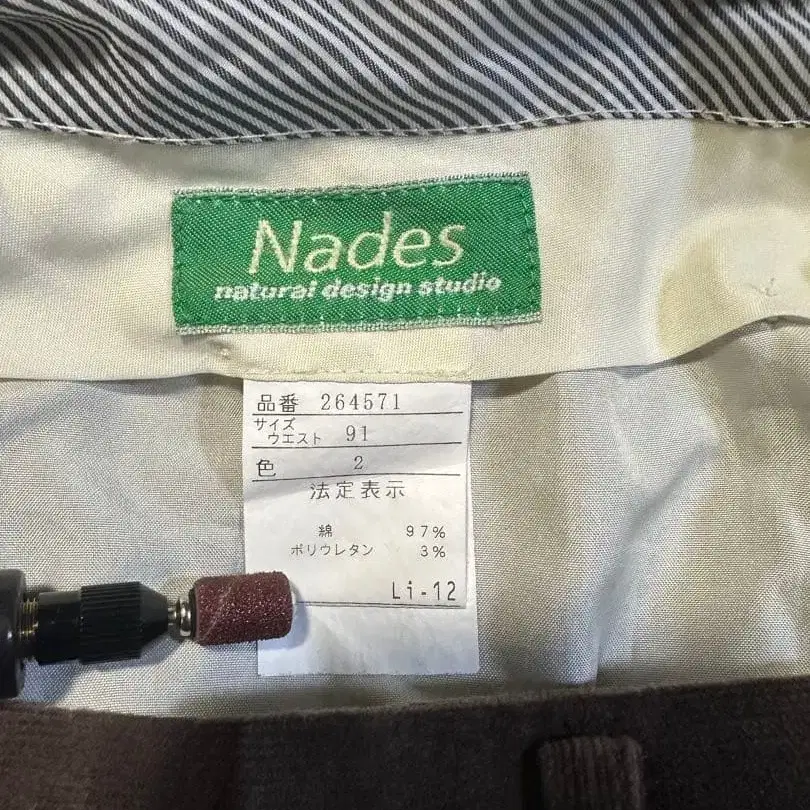 Nades
natural design studio
品番 264571
サイズ
ウエスト 91
色 2
法定表示
綿 97%
ポリウレタン 3%
Li-12